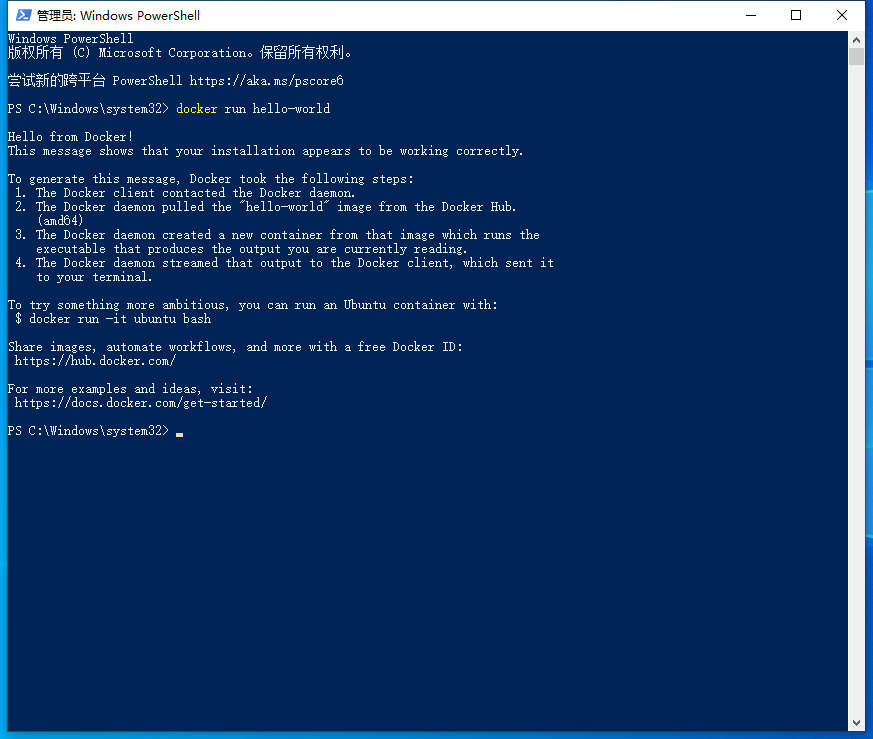 管理员: Windows PowerShell
Windows PowerShell
版权所有 (C) Microsoft Corporation。保留所有权利。
尝试新的跨平台 PowerShell https://aka.ms/pscore6
PS C:\Windows\system32> docker run hello-world
Hello from Docker!
This message shows that your installation appears to be working correctly.
To generate this message, Docker took the following steps:
1. The Docker client contacted the Docker daemon.
2. The Docker daemon pulled the "hello-world" image from the Docker Hub.
(amd64)
3. The Docker daemon created a new container from that image which runs the
executable that produces the output you are currently reading.
4. The Docker daemon streamed that output to the Docker client, which sent it
to your terminal.
To try something more ambitious, you can run an Ubuntu container with:
$ docker run -it ubuntu bash
Share images, automate workflows, and more with a free Docker ID:
https://hub.docker.com/
For more examples and ideas, visit:
https://docs.docker.com/get-started/
PS C:\Windows\system32>